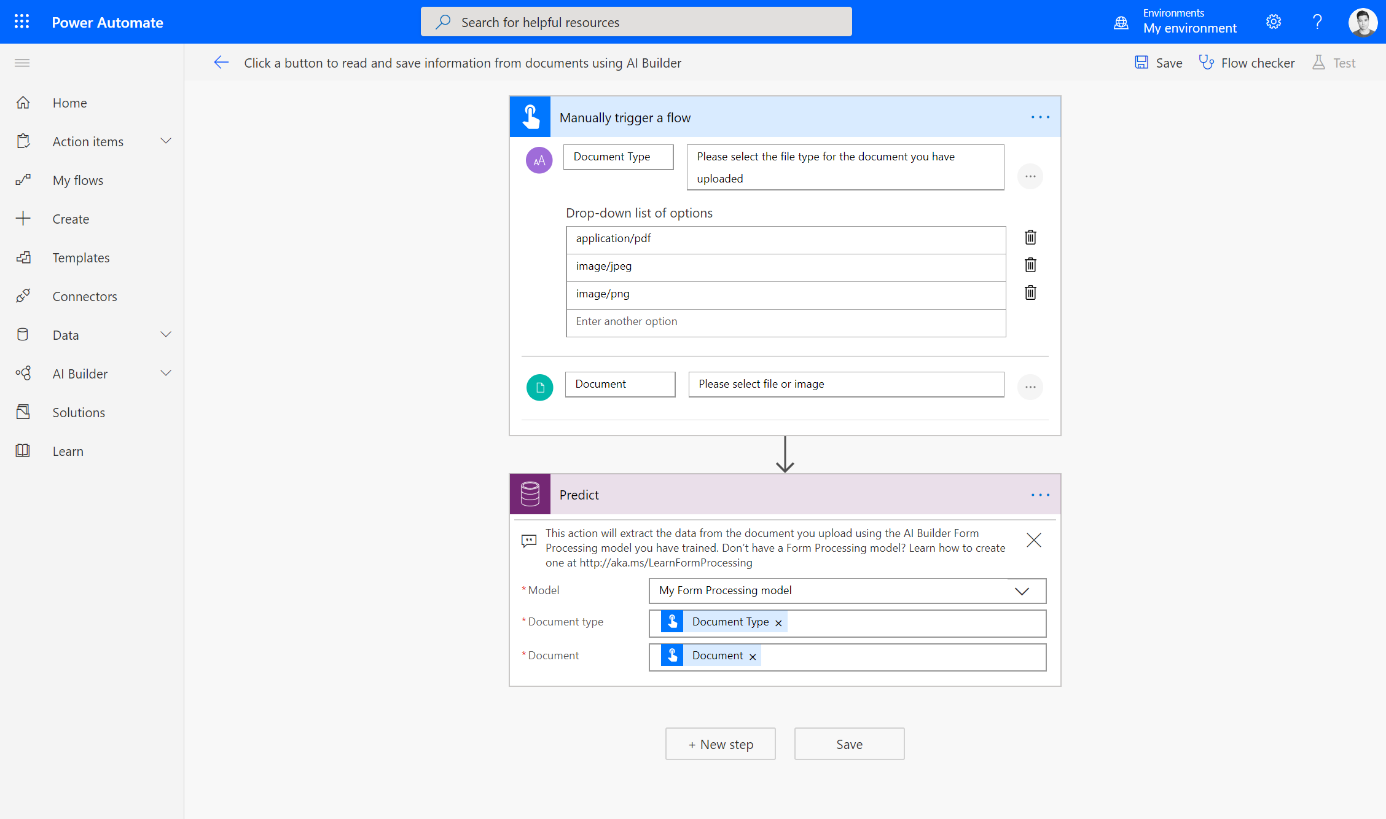 Power Automate
Search for helpful resources
Environments
My environment
Click a button to read and save information from documents using AI Builder
Save
Flow checker
Test
Home
Action items
My flows
Create
Templates
Connectors
Data
AI Builder
Solutions
Learn
Manually trigger a flow
AA
Document Type
Please select the file type for the document you have
uploaded
Drop-down list of options
application/pdf
image/jpeg
image/png
Enter another option
Document
Please select file or image
Predict
This action will extract the data from the document you upload using the AI Builder Form
Processing model you have trained. Don't have a Form Processing model? Learn how to create
one at http://aka.ms/LearnFormProcessing
* Model
My Form Processing model
* Document type
Document Type ×
* Document
Document ×
+ New step
Save